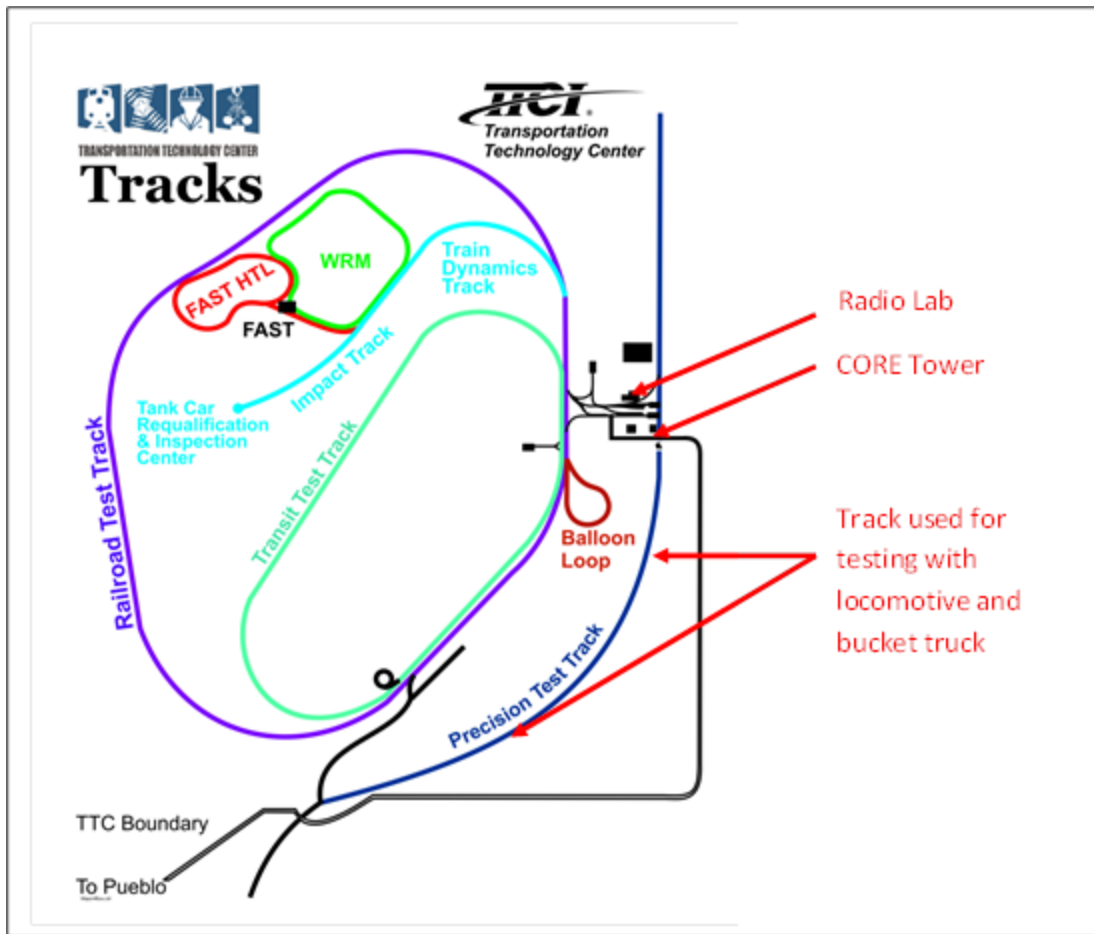 TRANSPORTATION TECHNOLOGY CENTER
Tracks
TTCI®
Transportation
Technology Center
WRM
Train
Dynamics
Track
FAST HTL
FAST
Impact Track
Tank Car
Requalification
& Inspection
Center
Railroad Test Track
Transit Test Track
Balloon
Loop
Precision Test Track
Radio Lab
CORE Tower
Track used for
testing with
locomotive and
bucket truck
TTC Boundary
To Pueblo